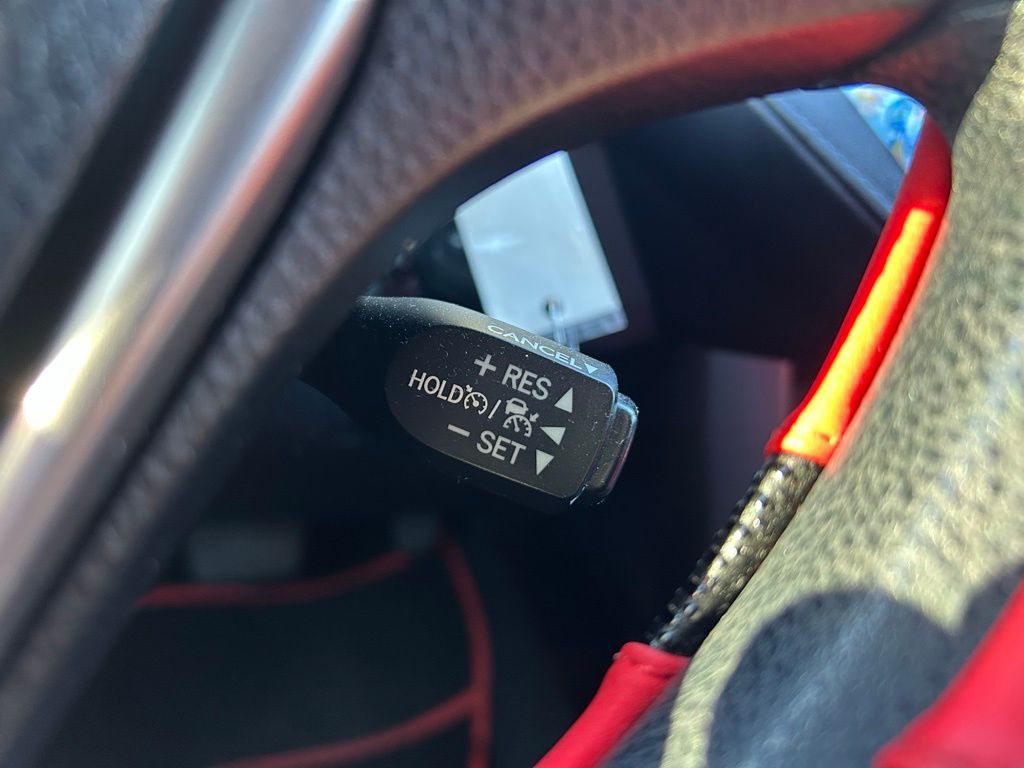 CANCEL▼
+ RES ▲
HOLD /
− SET ▼